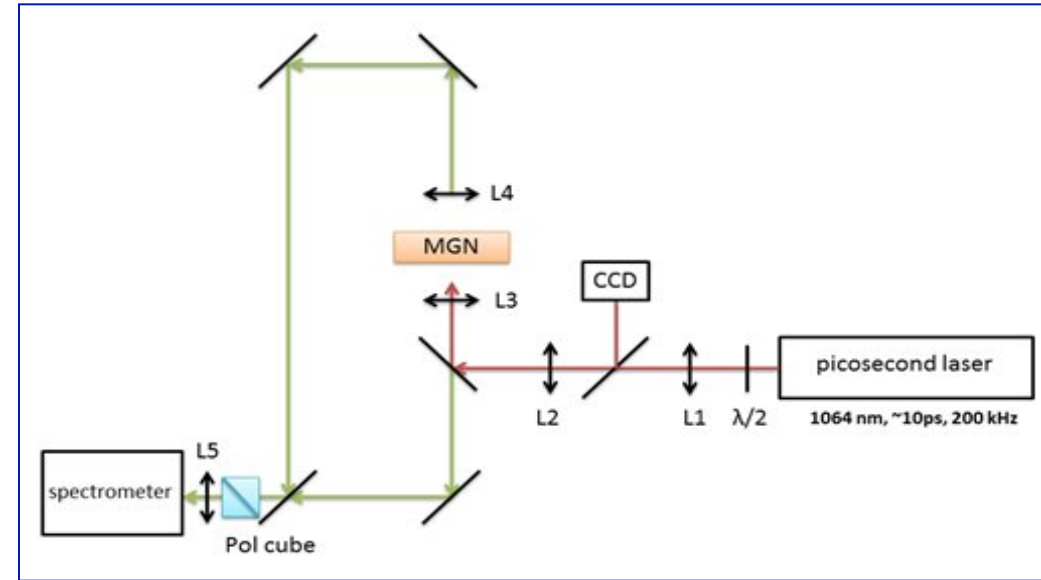 L4
MGN
CCD
L3
picosecond laser
L2
L1
λ/2
1064 nm, ~10ps, 200 kHz
L5
spectrometer
Pol cube